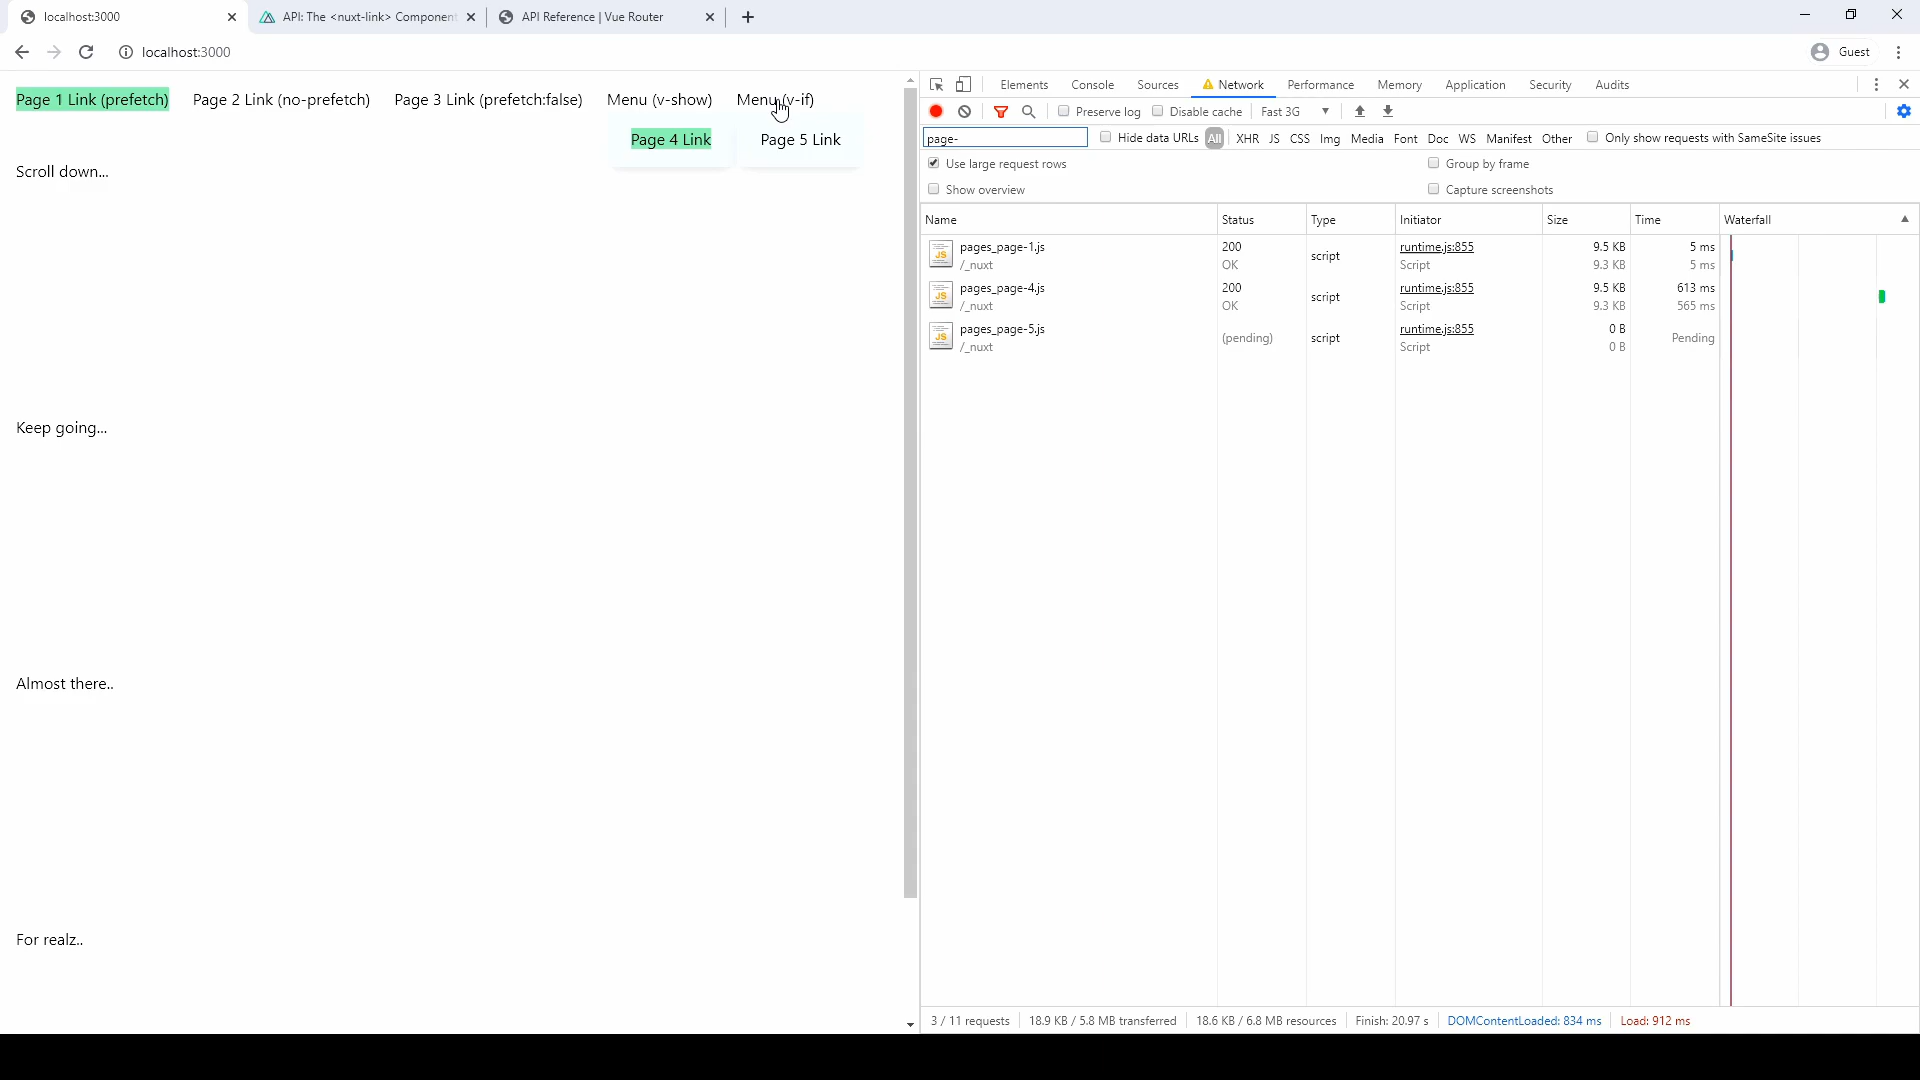 localhost:3000
API: The <nuxt-link> Component
API Reference | Vue Router
localhost:3000
Guest
Page 1 Link (prefetch)
Page 2 Link (no-prefetch)
Page 3 Link (prefetch:false)
Menu (v-show)
Menu (v-if)
Page 4 Link
Page 5 Link
Scroll down...
Keep going...
Almost there..
For realz..
Elements
Console
Sources
Network
Performance
Memory
Application
Security
Audits
Preserve log
Disable cache
Fast 3G
page-
Hide data URLs
All
XHR
JS
CSS
Img
Media
Font
Doc
WS
Manifest
Other
Only show requests with SameSite issues
Use large request rows
Group by frame
Show overview
Capture screenshots
Name
Status
Type
Initiator
Size
Time
Waterfall
JS
pages_page-1.js
/_nuxt
200
OK
script
runtime.js:855
Script
9.5 KB
9.3 KB
5 ms
5 ms
JS
pages_page-4.js
/_nuxt
200
OK
script
runtime.js:855
Script
9.5 KB
9.3 KB
613 ms
565 ms
JS
pages_page-5.js
/_nuxt
(pending)
script
runtime.js:855
Script
0 B
0 B
Pending
3 / 11 requests
18.9 KB / 5.8 MB transferred
18.6 KB / 6.8 MB resources
Finish: 20.97 s
DOMContentLoaded: 834 ms
Load: 912 ms